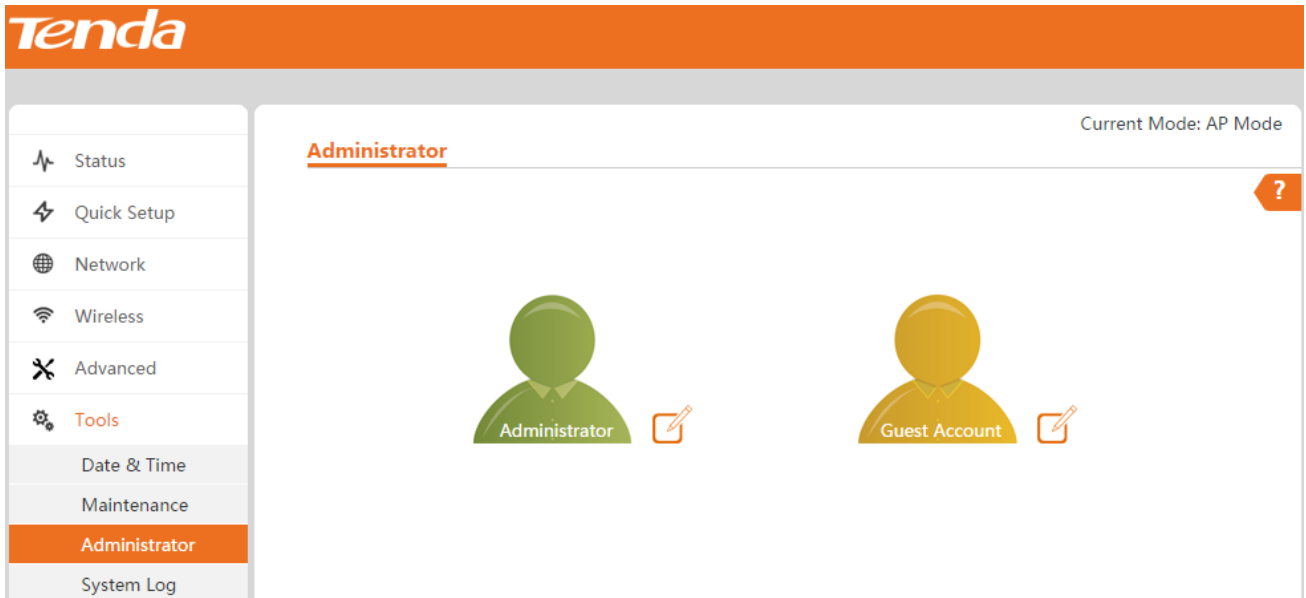 Tenda
Current Mode: AP Mode
Administrator
?
Status
Quick Setup
Network
Wireless
Advanced
Tools
Date & Time
Maintenance
Administrator
System Log
Administrator
Guest Account